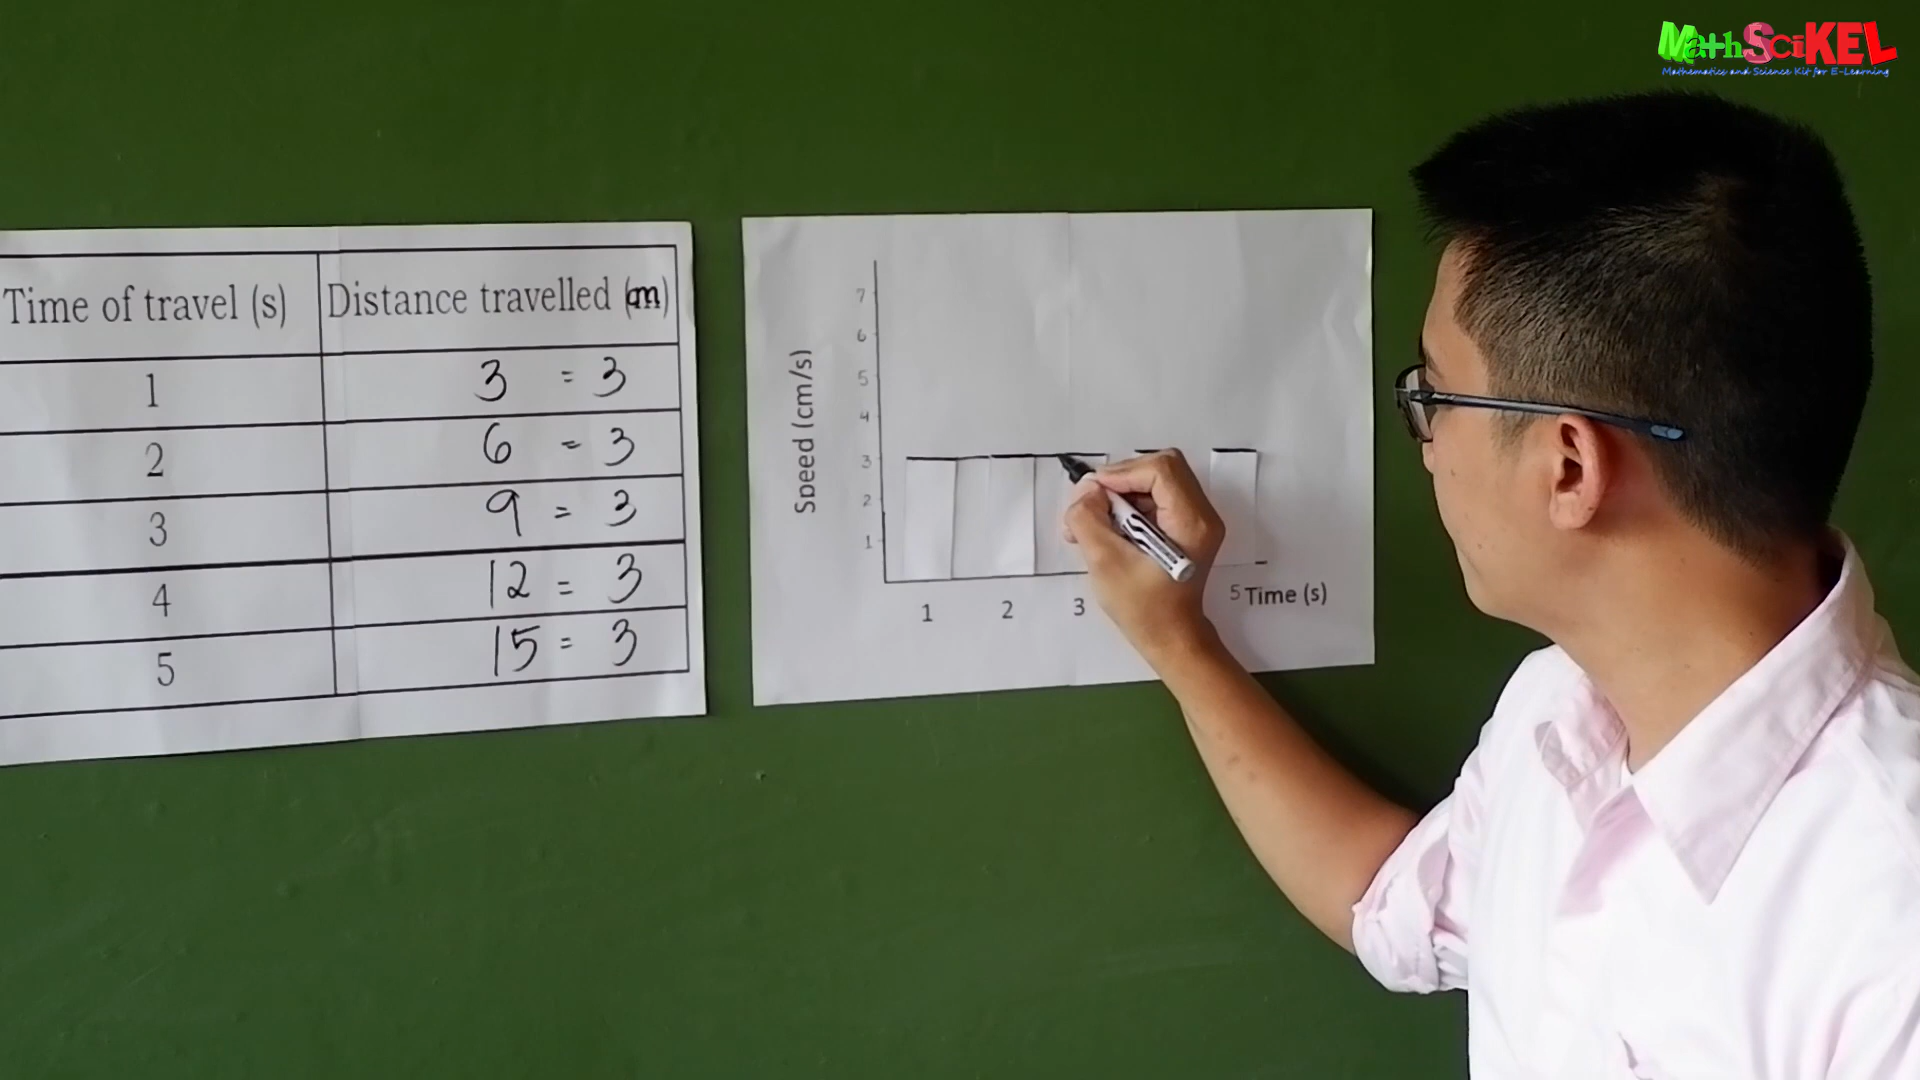 MathSciKEL
Mathematics and Science Kit for E-Learning
Time of travel (s) Distance travelled (cm)
1 3 = 3
2 6 = 3
3 9 = 3
4 12 = 3
5 15 = 3
Speed (cm/s)
7
6
5
4
3
2
1
1 2 3 5 Time (s)